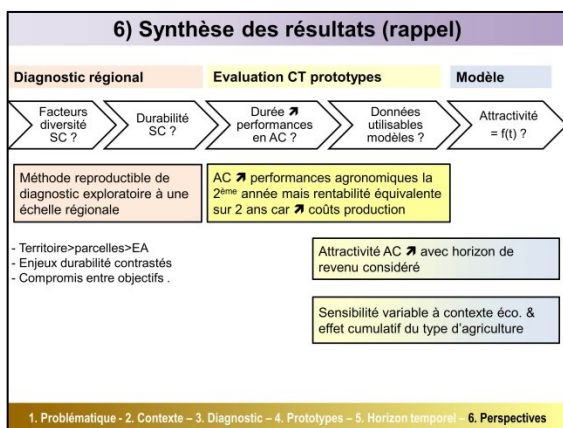 6) Synthèse des résultats (rappel)
Diagnostic régional
Evaluation CT prototypes
Modèle
Facteurs
diversité
SC ?
Durabilité
SC ?
Durée ↗
performances
en AC ?
Données
utilisables
modèles ?
Attractivité
= f(t) ?
Méthode reproductible de
diagnostic exploratoire à une
échelle régionale
AC ↗ performances agronomiques la
2ème année mais rentabilité équivalente
sur 2 ans car ↗ coûts production
- Territoire>parcelles>EA
- Enjeux durabilité contrastés
- Compromis entre objectifs .
Attractivité AC ↗ avec horizon de
revenu considéré
Sensibilité variable à contexte éco. &
effet cumulatif du type d'agriculture
1. Problématique - 2. Contexte – 3. Diagnostic – 4. Prototypes – 5. Horizon temporel – 6. Perspectives